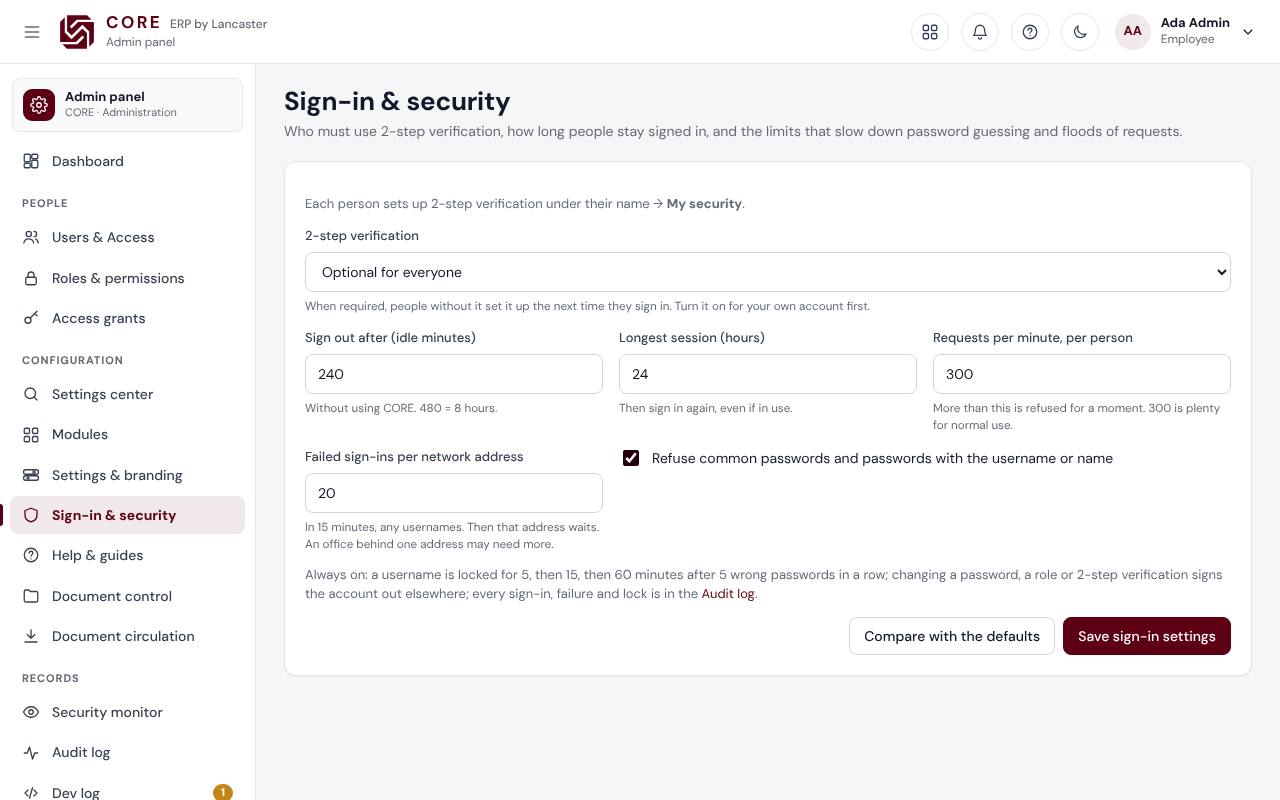 CORE ERP by Lancaster
Admin panel
AA
Ada Admin
Employee
Admin panel
CORE · Administration
Dashboard
PEOPLE
Users & Access
Roles & permissions
Access grants
CONFIGURATION
Settings center
Modules
Settings & branding
Sign-in & security
Help & guides
Document control
Document circulation
RECORDS
Security monitor
Audit log
Dev log 1
Sign-in & security
Who must use 2-step verification, how long people stay signed in, and the limits that slow down password guessing and floods of requests.
Each person sets up 2-step verification under their name → My security.
2-step verification
Optional for everyone
When required, people without it set it up the next time they sign in. Turn it on for your own account first.
Sign out after (idle minutes)
240
Without using CORE. 480 = 8 hours.
Longest session (hours)
24
Then sign in again, even if in use.
Requests per minute, per person
300
More than this is refused for a moment. 300 is plenty
for normal use.
Failed sign-ins per network address
20
In 15 minutes, any usernames. Then that address waits.
An office behind one address may need more.
Refuse common passwords and passwords with the username or name
Always on: a username is locked for 5, then 15, then 60 minutes after 5 wrong passwords in a row; changing a password, a role or 2-step verification signs
the account out elsewhere; every sign-in, failure and lock is in the Audit log.
Compare with the defaults
Save sign-in settings